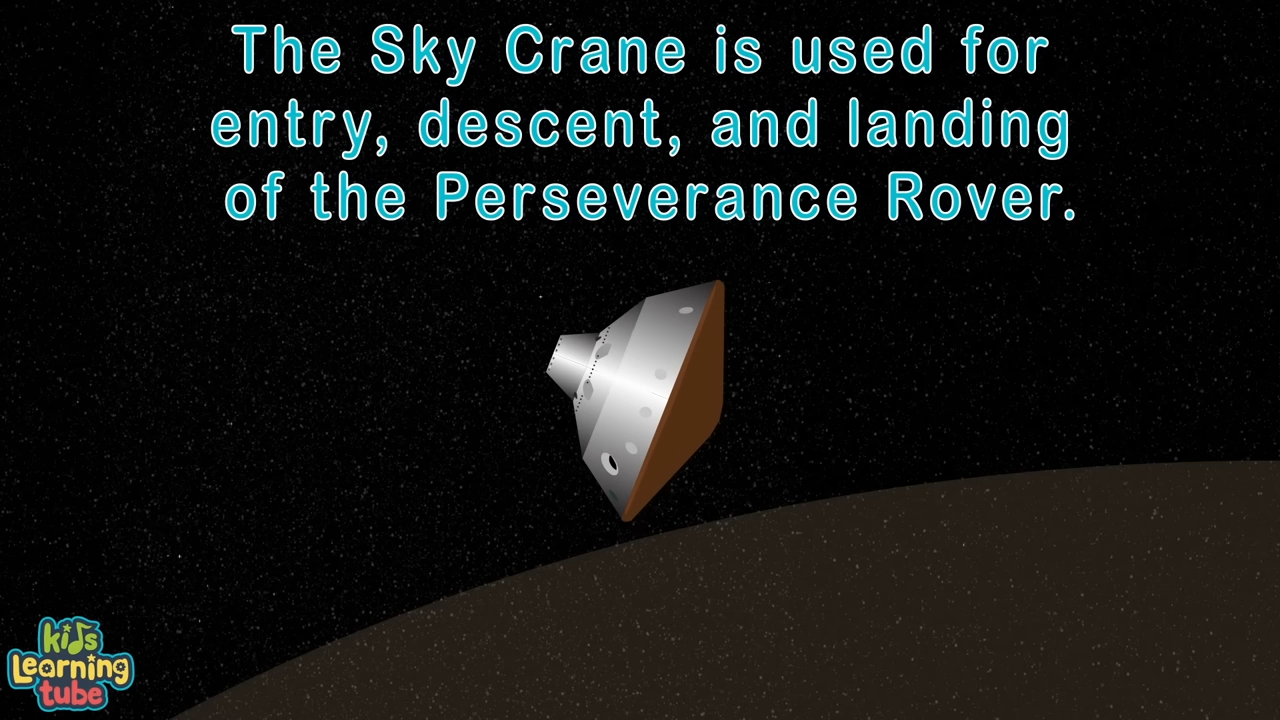 The Sky Crane is used for
entry, descent, and landing
of the Perseverance Rover.
kids
Learning
tube